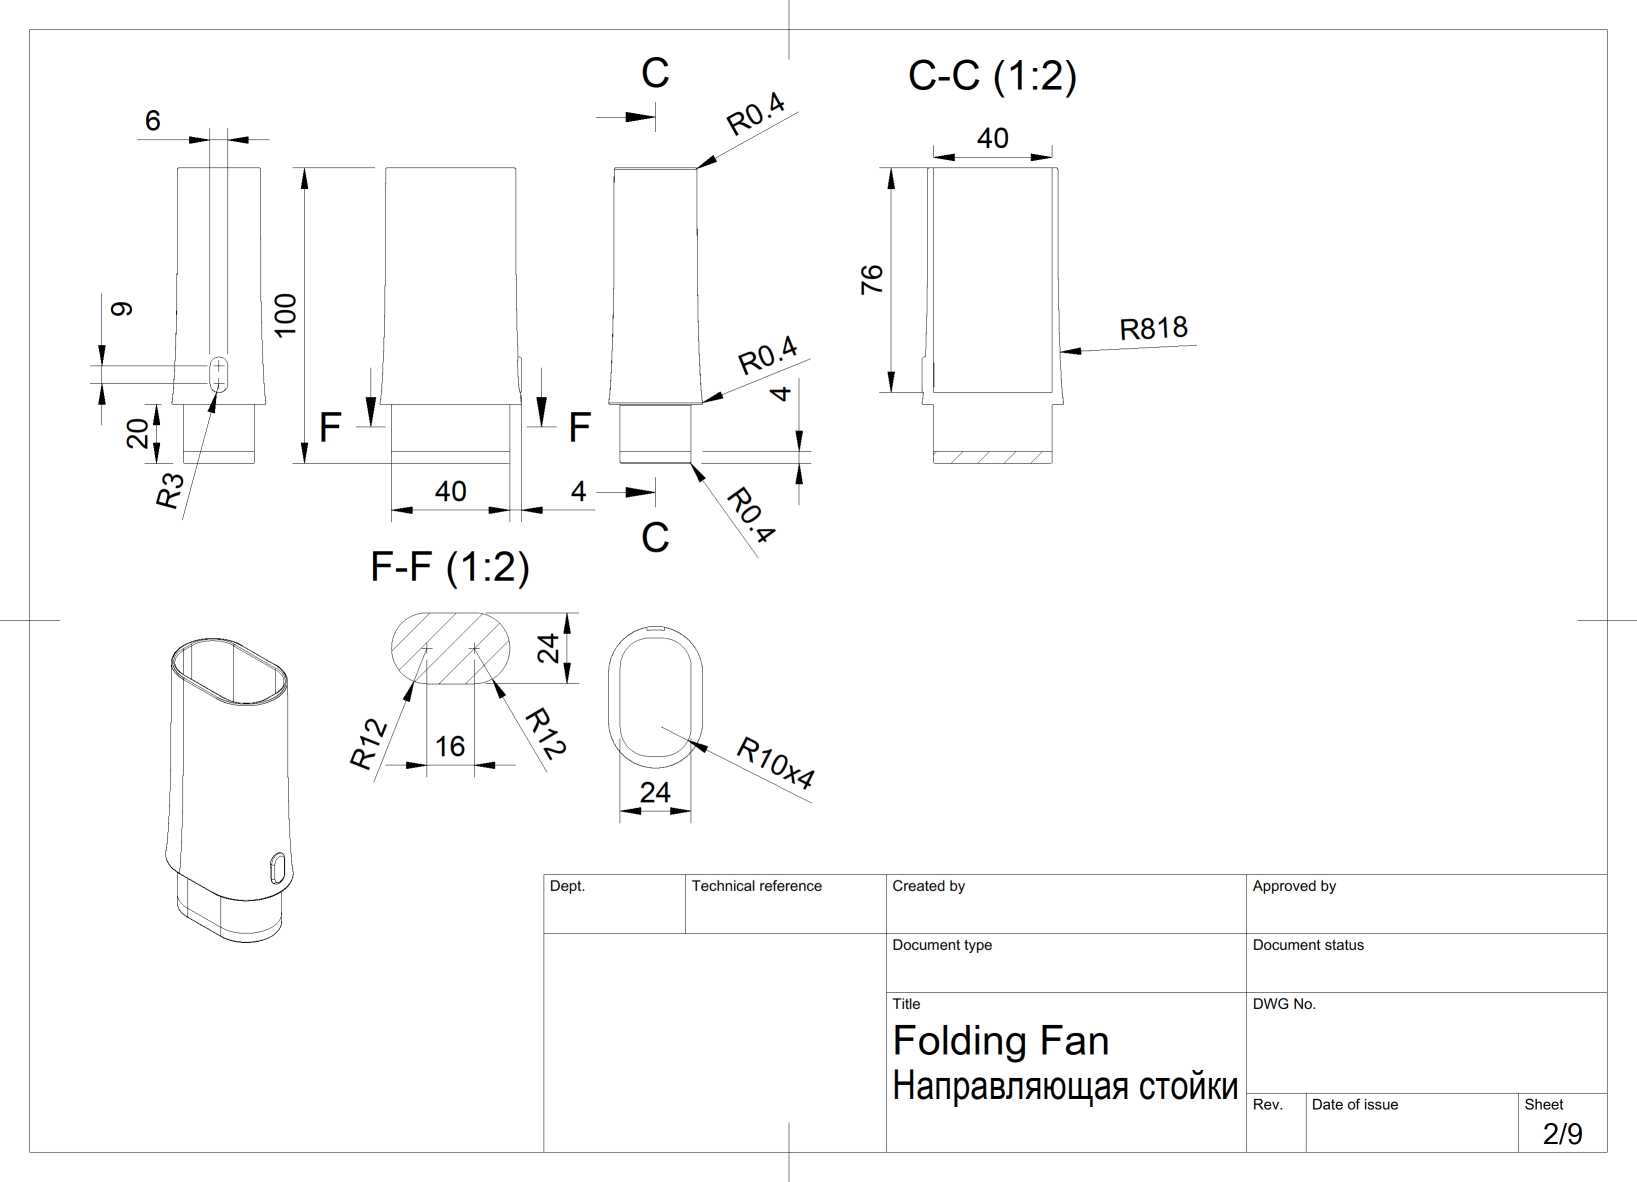 C
C-C (1:2)
R0.4
6
40
9
100
76
R818
R0.4
4
20
F
F
R3
40
4
R0.4
C
F-F (1:2)
24
R12
16
R12
R10x4
24
Dept.
Technical reference
Created by
Approved by
Document type
Document status
Title
DWG No.
Folding Fan
Направляющая стойки
Rev.
Date of issue
Sheet
2/9